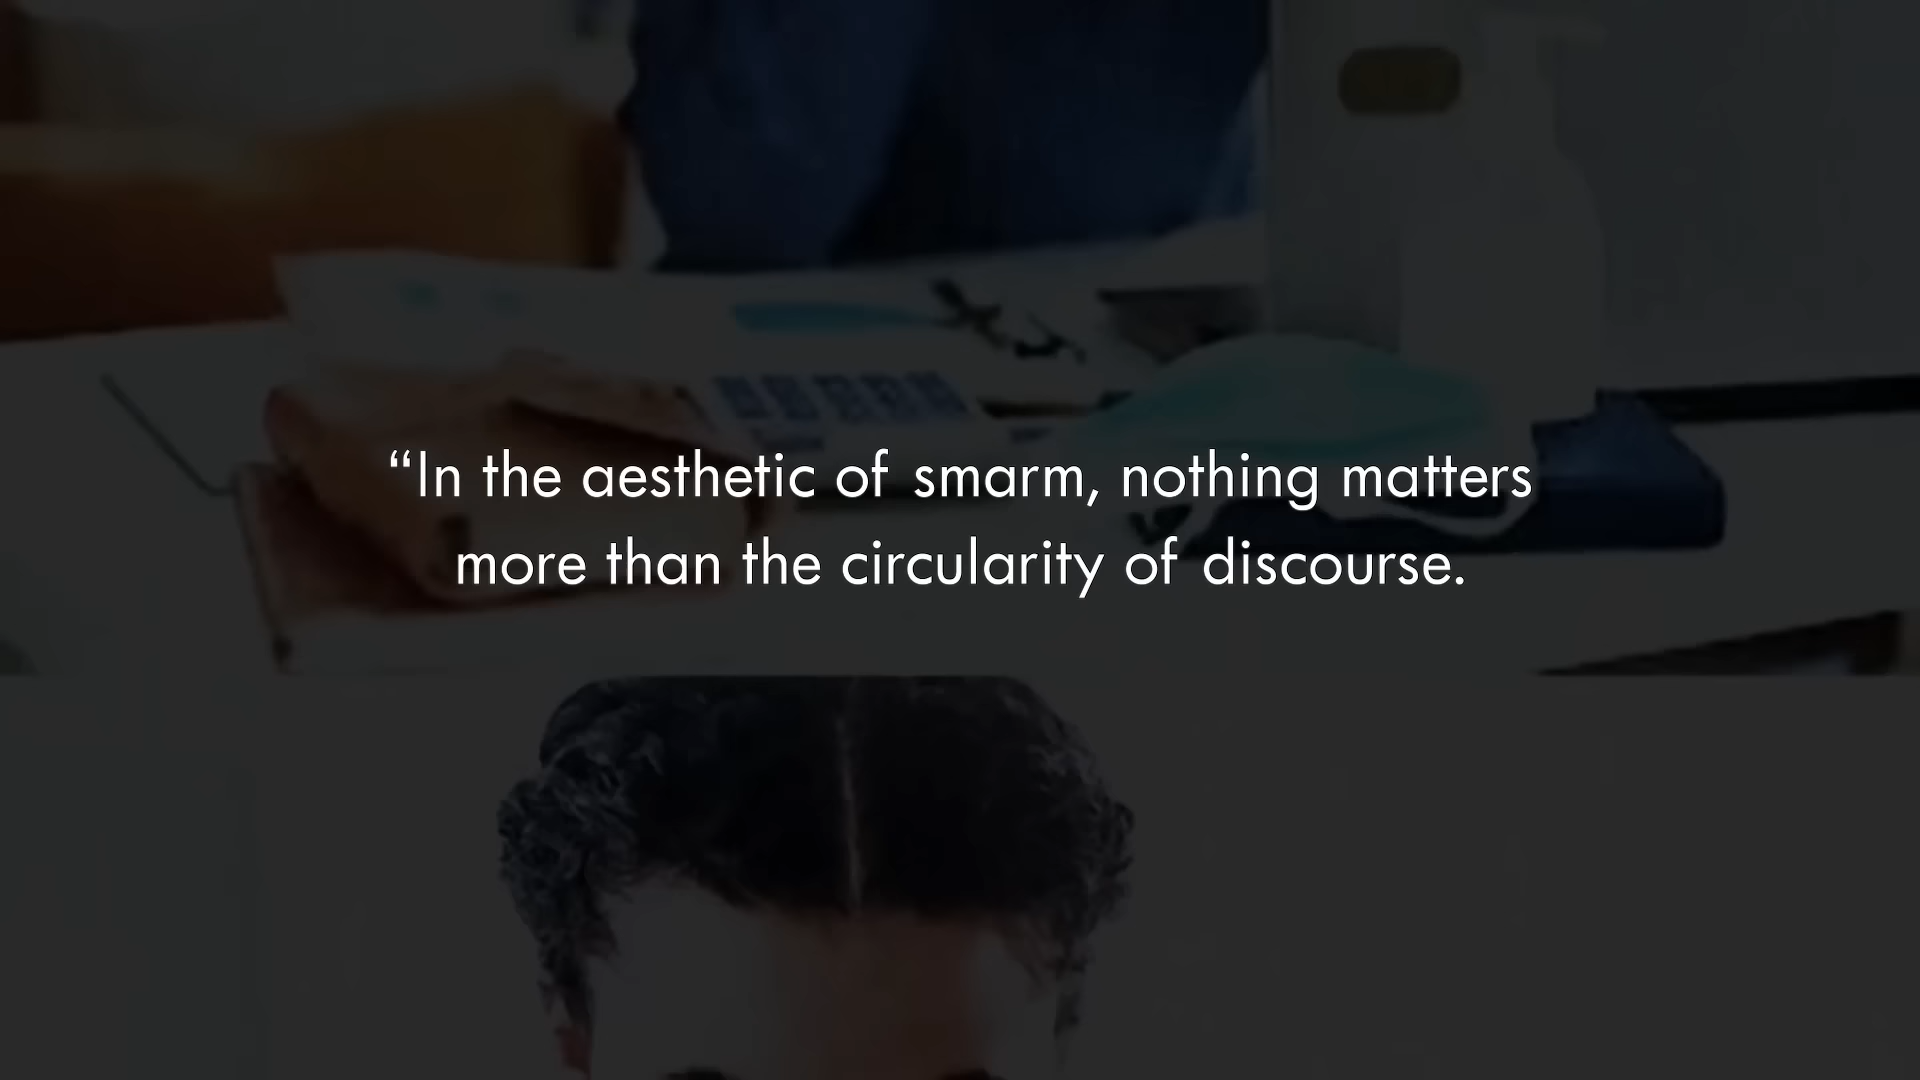 “In the aesthetic of smarm, nothing matters
more than the circularity of discourse.